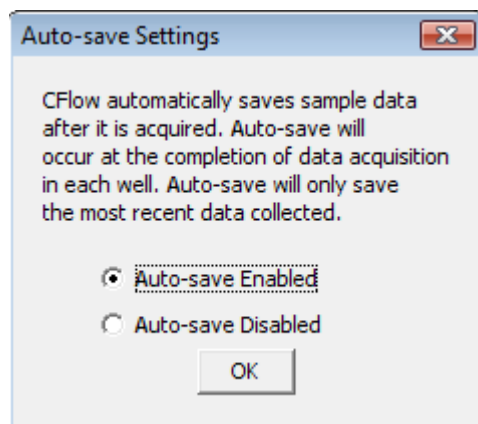 Auto-save Settings
CFlow automatically saves sample data
after it is acquired. Auto-save will
occur at the completion of data acquisition
in each well. Auto-save will only save
the most recent data collected.
Auto-save Enabled
Auto-save Disabled
OK